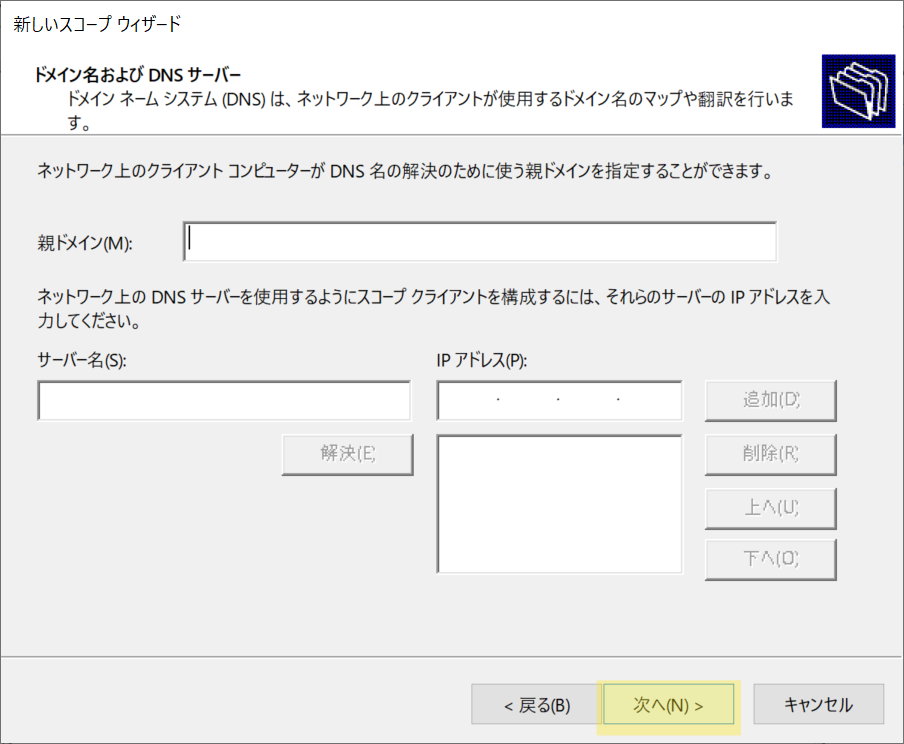 新しいスコープ ウィザード
ドメイン名および DNS サーバー
ドメイン ネーム システム (DNS) は、ネットワーク上のクライアントが使用するドメイン名のマップや翻訳を行いま
す。
ネットワーク上のクライアント コンピューターが DNS 名の解決のために使う親ドメインを指定することができます。
親ドメイン(M):
ネットワーク上の DNS サーバーを使用するようにスコープ クライアントを構成するには、それらのサーバーの IP アドレスを入
力してください。
サーバー名(S):
IP アドレス(P):
追加(D)
解決(E)
削除(R)
上へ(U)
下へ(O)
< 戻る(B)
次へ(N) >
キャンセル